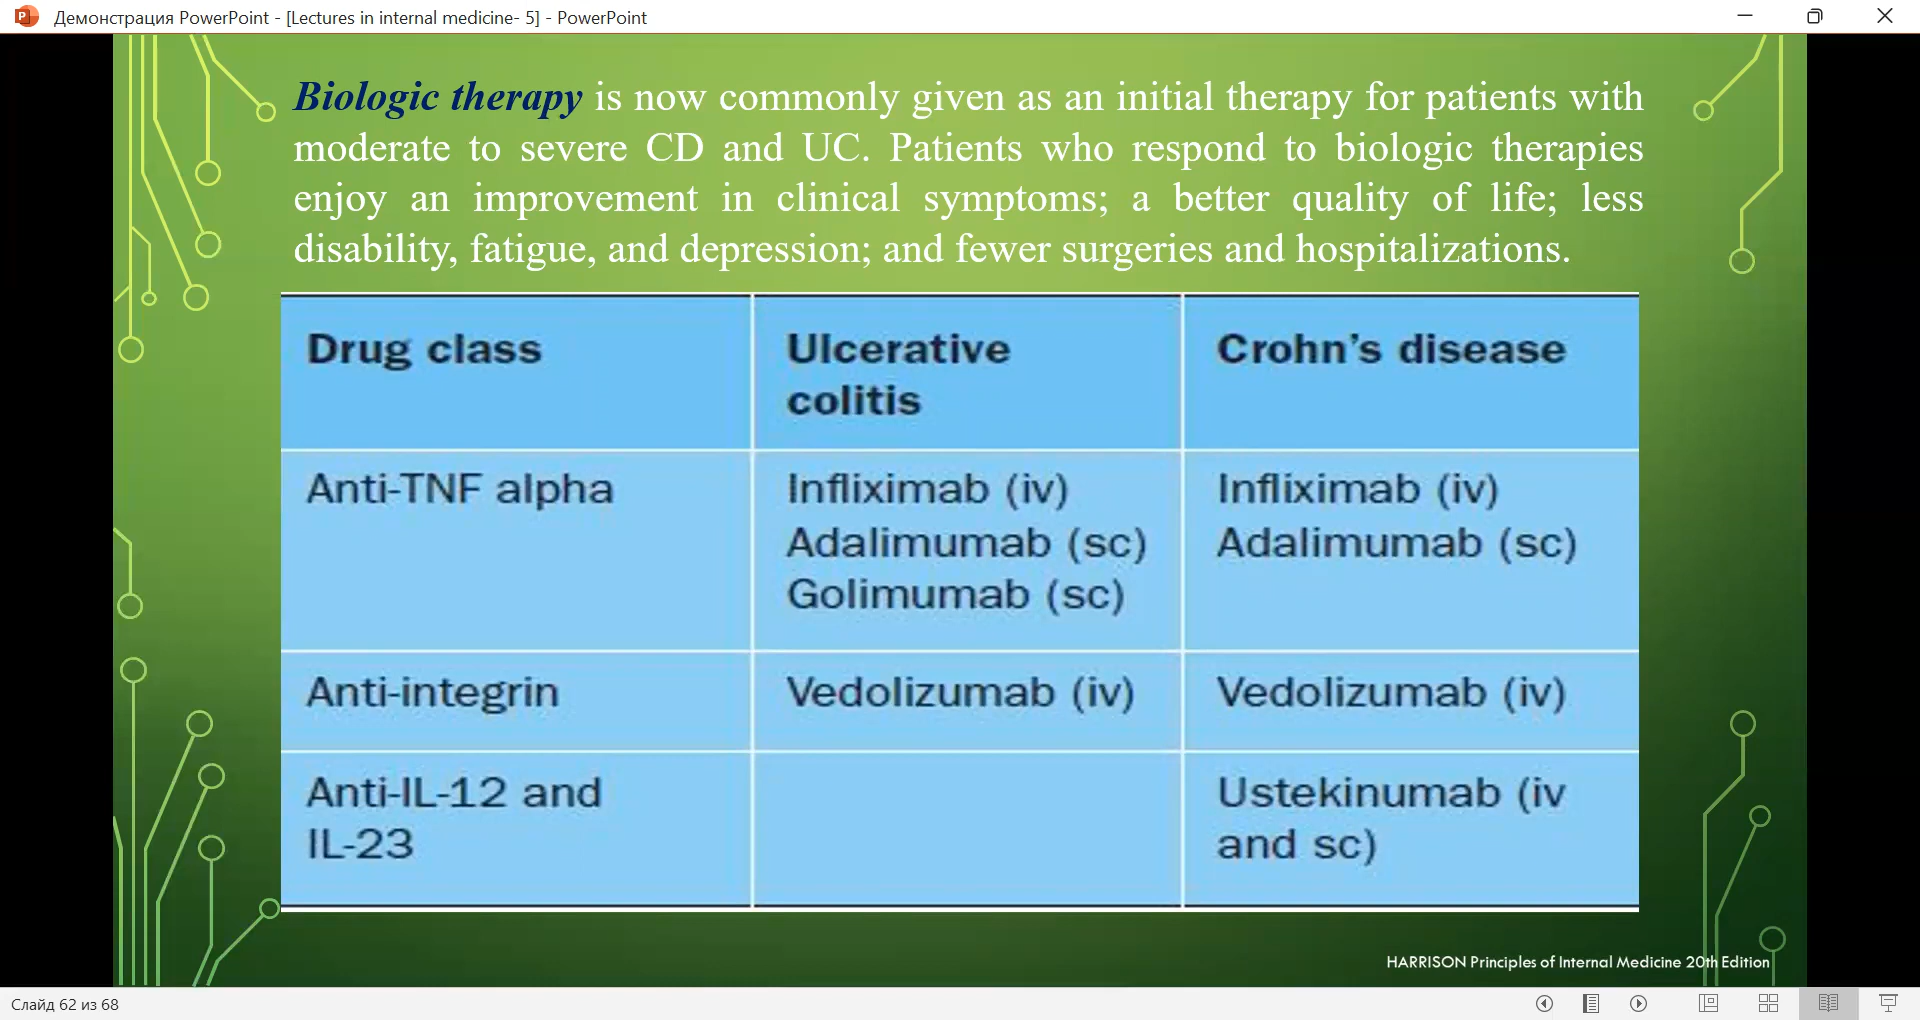 Демонстрация PowerPoint - [Lectures in internal medicine- 5] - PowerPoint
Biologic therapy is now commonly given as an initial therapy for patients with
moderate to severe CD and UC. Patients who respond to biologic therapies
enjoy an improvement in clinical symptoms; a better quality of life; less
disability, fatigue, and depression; and fewer surgeries and hospitalizations.
Drug class
Ulcerative
colitis
Crohn's disease
Anti-TNF alpha
Infliximab (iv)
Adalimumab (sc)
Golimumab (sc)
Infliximab (iv)
Adalimumab (sc)
Anti-integrin
Vedolizumab (iv)
Vedolizumab (iv)
Anti-IL-12 and
IL-23
Ustekinumab (iv
and sc)
HARRISON Principles of Internal Medicine 20th Edition
Слайд 62 из 68